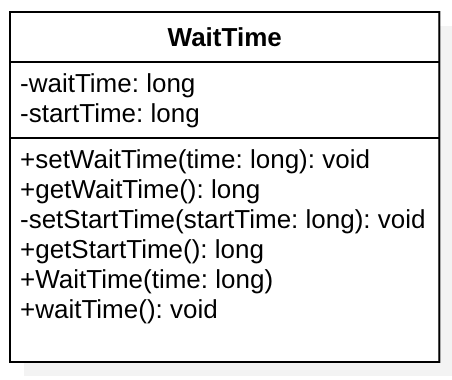 WaitTime
-waitTime: long
-startTime: long
+setWaitTime(time: long): void
+getWaitTime(): long
-setStartTime(startTime: long): void
+getStartTime(): long
+WaitTime(time: long)
+waitTime(): void